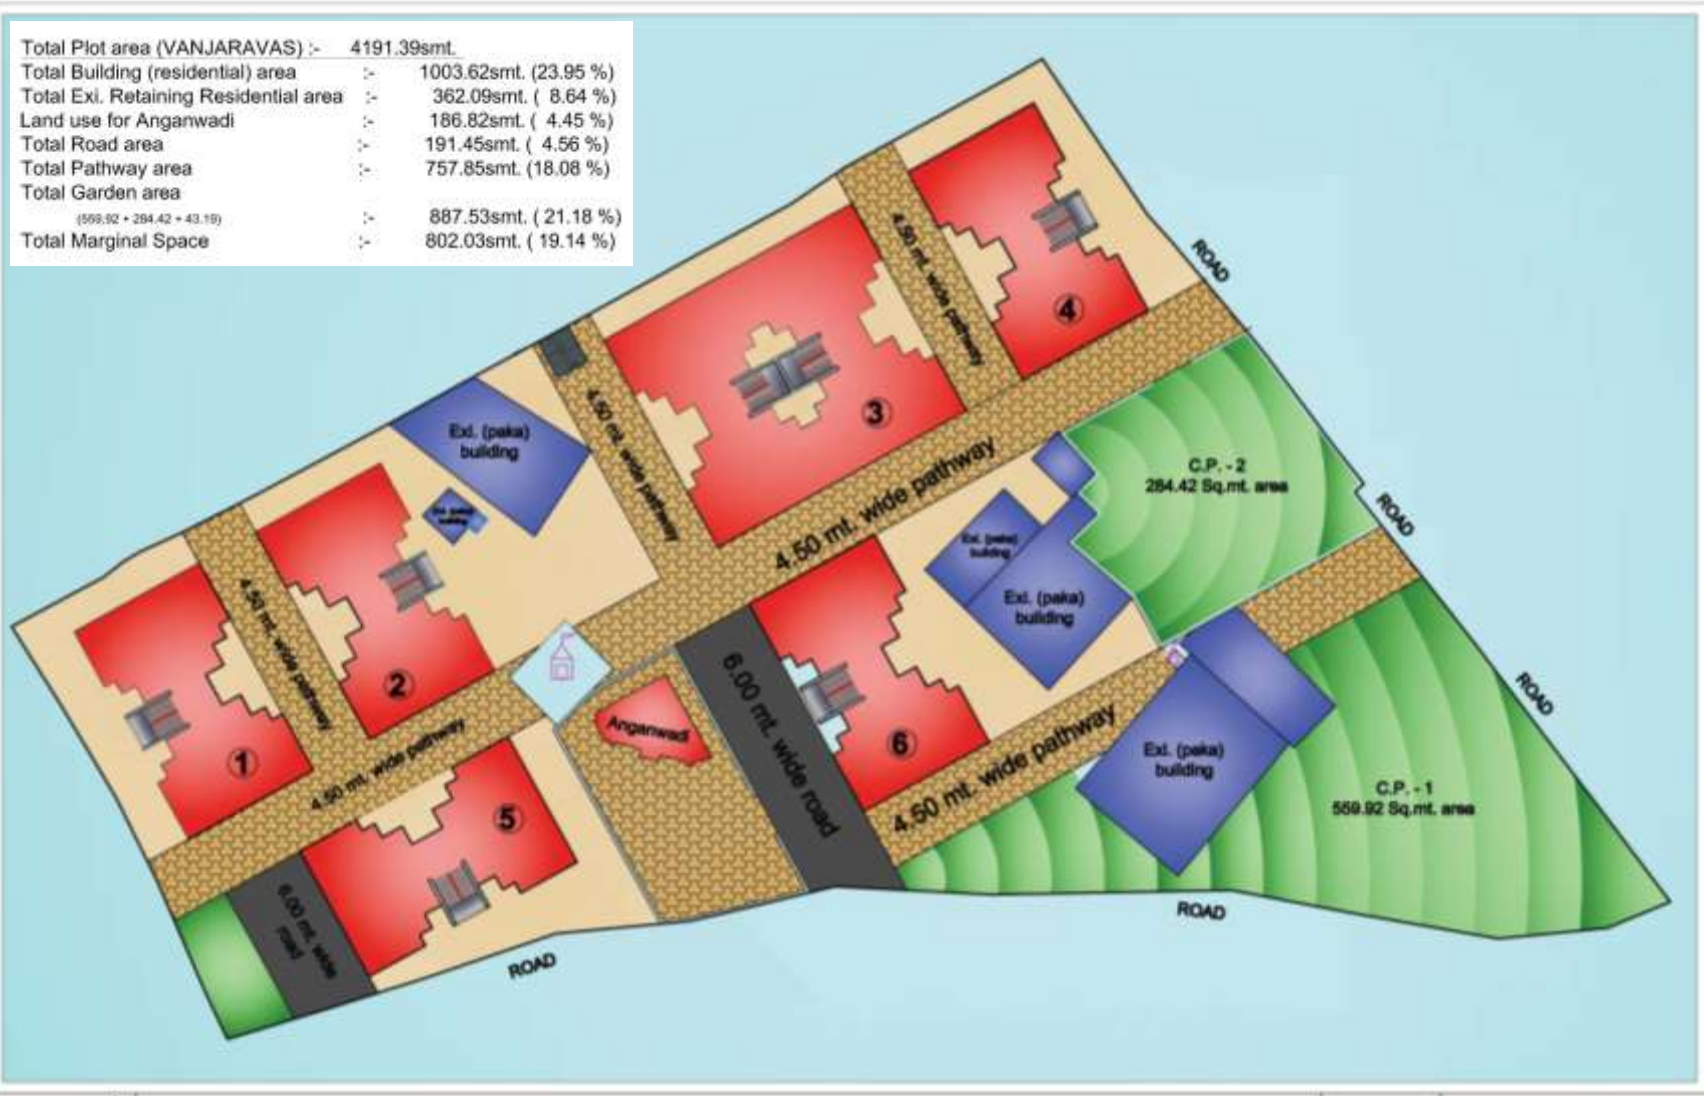 Total Plot area (VANJARAVAS) :- 4191.39smt.
Total Building (residential) area :- 1003.62smt. (23.95 %)
Total Exi. Retaining Residential area :- 362.09smt. ( 8.64 %)
Land use for Anganwadi :- 186.82smt. ( 4.45 %)
Total Road area :- 191.45smt. ( 4.56 %)
Total Pathway area :- 757.85smt. (18.08 %)
Total Garden area
(559.92 + 284.42 + 43.19) :- 887.53smt. ( 21.18 %)
Total Marginal Space :- 802.03smt. ( 19.14 %)
4.50 mt. wide pathway
4
ROAD
3
4.50 mt. wide pathway
Exi. (paka)
building
Exi. (paka)
building
4.50 mt. wide pathway
C.P. - 2
284.42 Sq.mt. area
ROAD
Exi. (paka)
building
Exi. (paka)
building
4.50 mt. wide pathway
2
1
4.50 mt. wide pathway
Anganwadi
6.00 mt. wide road
6
4.50 mt. wide pathway
Exi. (paka)
building
ROAD
C.P. - 1
559.92 Sq.mt. area
5
6.00 mt. wide
road
ROAD
ROAD